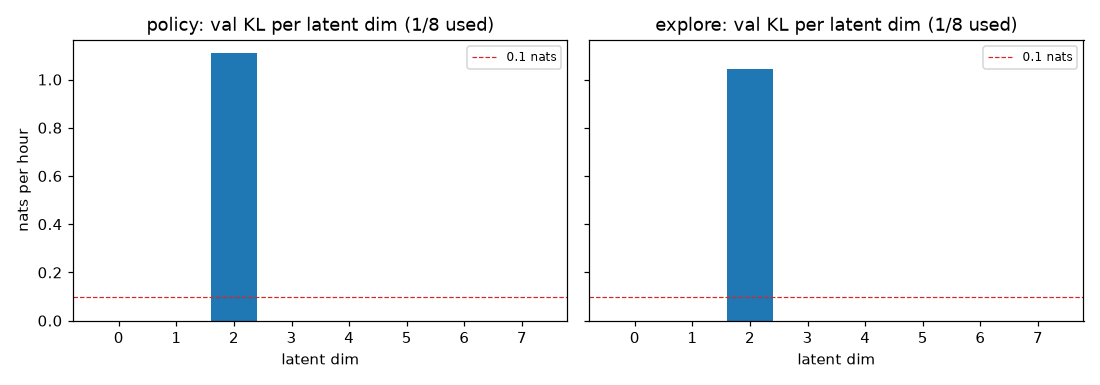 policy: val KL per latent dim (1/8 used)
0.1 nats
nats per hour
1.0
0.8
0.6
0.4
0.2
0.0
0 1 2 3 4 5 6 7
latent dim
explore: val KL per latent dim (1/8 used)
0.1 nats
0 1 2 3 4 5 6 7
latent dim